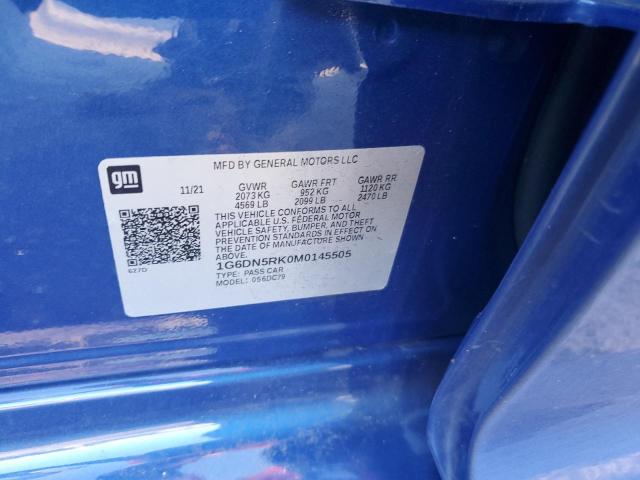 MFD BY GENERAL MOTORS LLC
gm
11/21 GVWR GAWR FRT GAWR RR
2073 KG 952 KG 1120 KG
4569 LB 2099 LB 2470 LB
THIS VEHICLE CONFORMS TO ALL
APPLICABLE U.S. FEDERAL MOTOR
VEHICLE SAFETY, BUMPER, AND THEFT
PREVENTION STANDARDS IN EFFECT
ON THE DATE OF MANUFACTURE SHOWN
ABOVE.
1G6DN5RK0M0145505
TYPE: PASS CAR
MODEL: 0S6DC79
627D